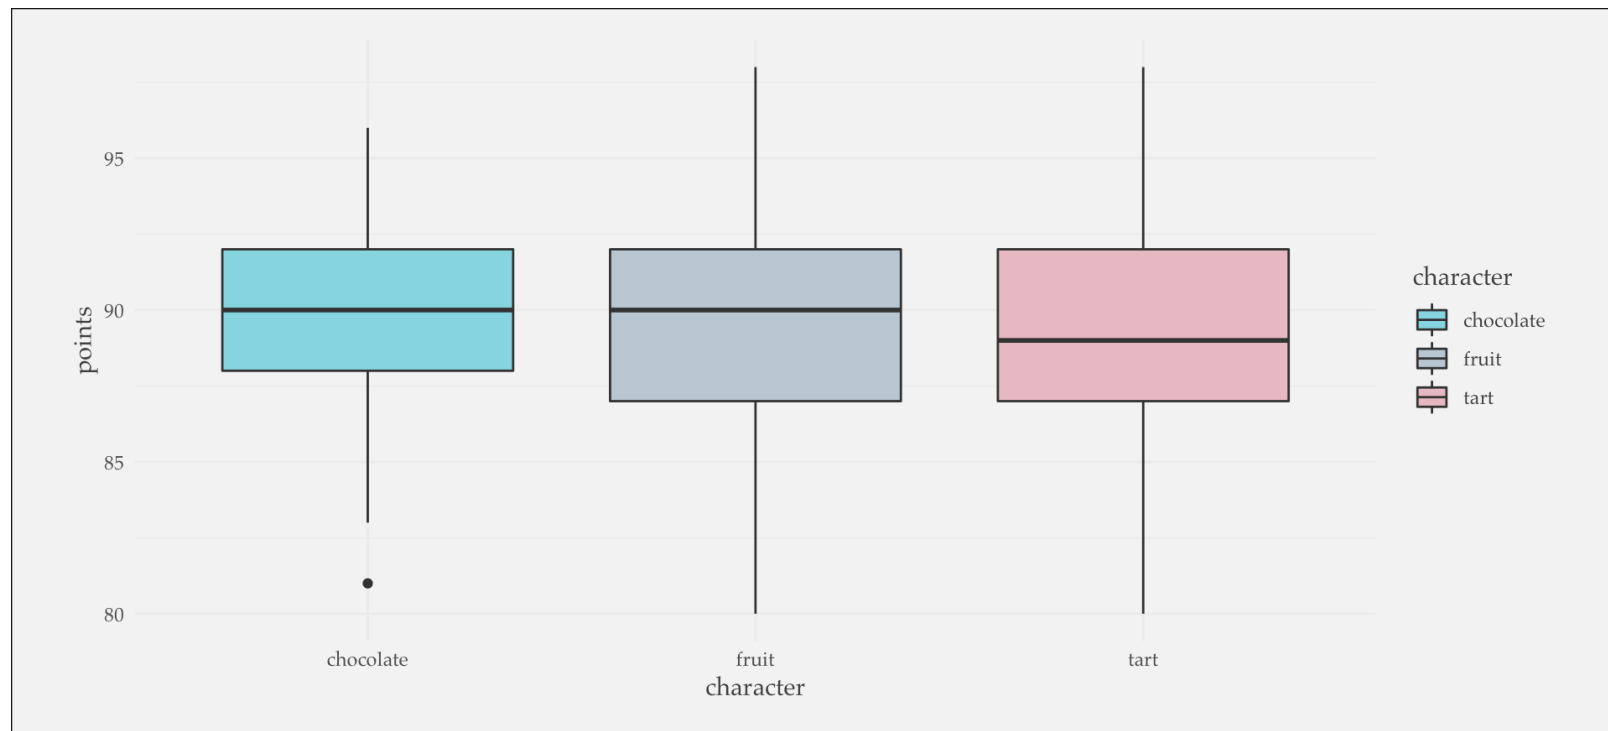 95
90
85
80
points
chocolate
fruit
tart
character
character
chocolate
fruit
tart